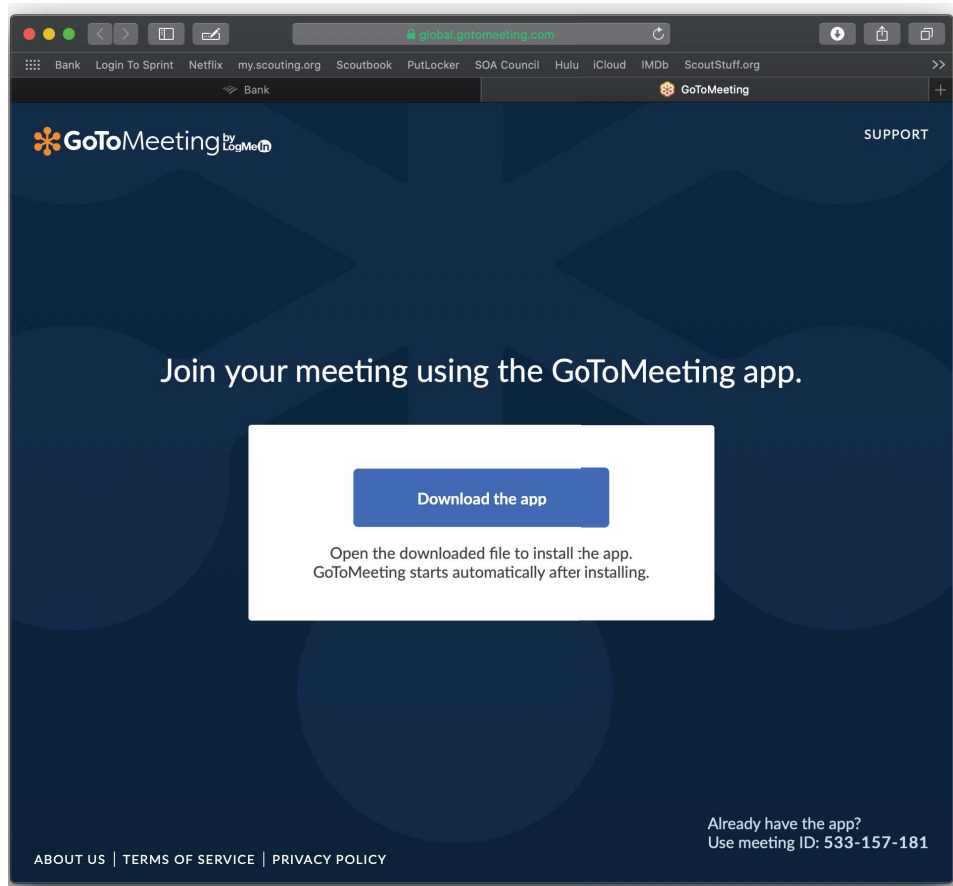 global.gotomeeting.com
Bank Login To Sprint Netflix my.scouting.org Scoutbook PutLocker SOA Council Hulu iCloud IMDb ScoutStuff.org >>
Bank GoToMeeting +
GoToMeeting by LogMeIn SUPPORT
Join your meeting using the GoToMeeting app.
Download the app
Open the downloaded file to install the app.
GoToMeeting starts automatically after installing.
Already have the app?
Use meeting ID: 533-157-181
ABOUT US | TERMS OF SERVICE | PRIVACY POLICY